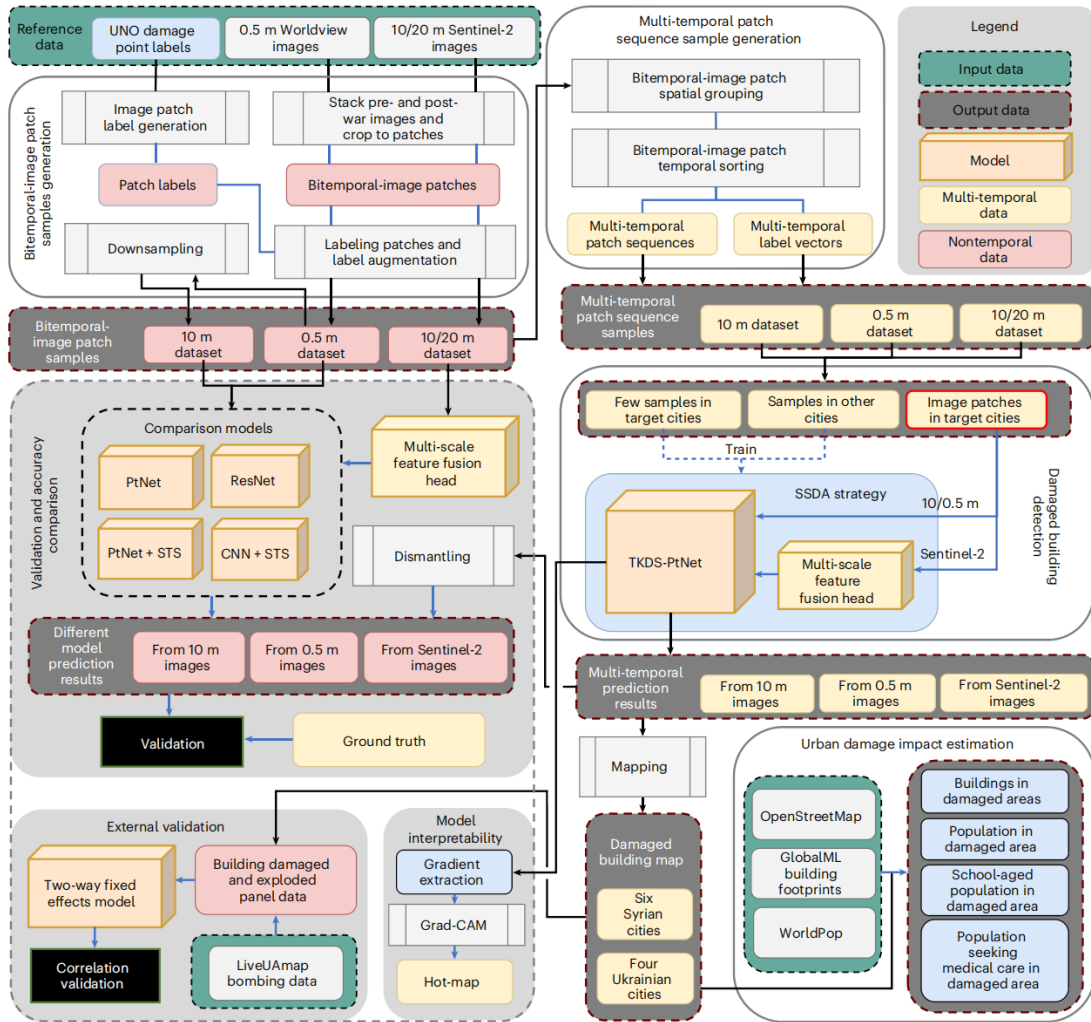 Reference
data
UNO damage
point labels
0.5 m Worldview
images
10/20 m Sentinel-2
images
Bitemporal-image patch
samples generation
Image patch
label generation
Stack pre- and post-
war images and
crop to patches
Patch labels
Bitemporal-image patches
Downsampling
Labeling patches and
label augmentation
Bitemporal-
image patch
samples
10 m
dataset
0.5 m
dataset
10/20 m
dataset
Multi-temporal patch
sequence sample generation
Bitemporal-image patch
spatial grouping
Bitemporal-image patch
temporal sorting
Multi-temporal
patch sequences
Multi-temporal
label vectors
Legend
Input data
Output data
Model
Multi-temporal
data
Nontemporal
data
Multi-temporal
patch sequence
samples
10 m dataset
0.5 m
dataset
10/20 m
dataset
Validation and accuracy
comparison
Comparison models
PtNet
ResNet
PtNet + STS
CNN + STS
Multi-scale
feature fusion
head
Dismantling
Different
model
prediction
results
From 10 m
images
From 0.5 m
images
From Sentinel-2
images
Validation
Ground truth
Few samples in
target cities
Samples in other
cities
Image patches
in target cities
Train
SSDA strategy
10/0.5 m
Sentinel-2
TKDS-PtNet
Multi-scale
feature
fusion head
Damaged building
detection
Multi-temporal
prediction
results
From 10 m
images
From 0.5 m
images
From Sentinel-2
images
Mapping
Damaged
building map
Six
Syrian
cities
Four
Ukrainian
cities
Urban damage impact estimation
OpenStreetMap
GlobalML
building
footprints
WorldPop
Buildings in
damaged areas
Population in
damaged area
School-aged
population in
damaged area
Population
seeking
medical care in
damaged area
External validation
Two-way fixed
effects model
Building damaged
and exploded
panel data
Correlation
validation
LiveUAmap
bombing data
Model
interpretability
Gradient
extraction
Grad-CAM
Hot-map